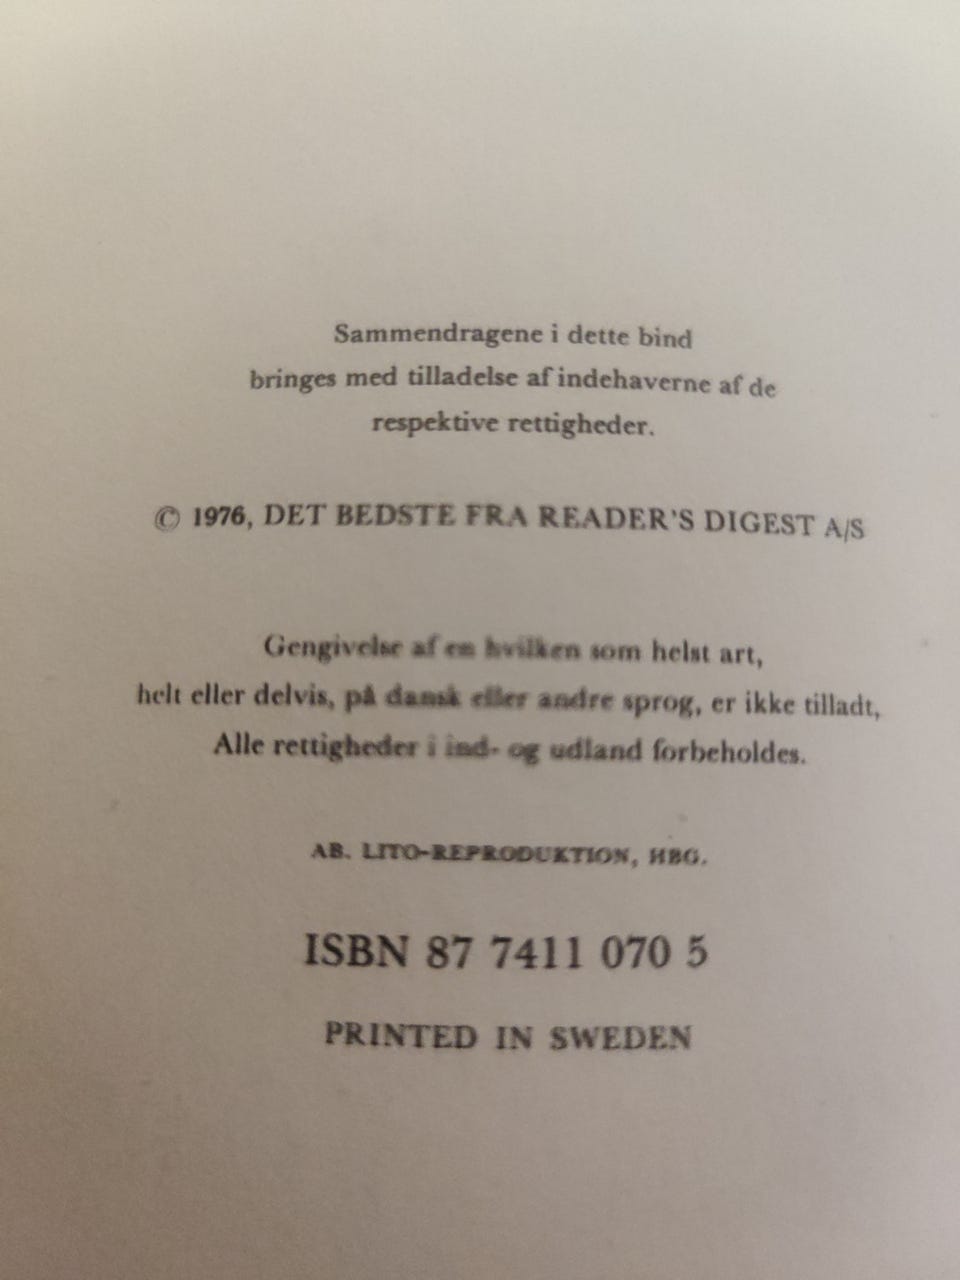 Sammendragene i dette bind
bringes med tilladelse af indehaverne af de
respektive rettigheder.
© 1976, DET BEDSTE FRA READER'S DIGEST A/S
Gengivelse af en hvilken som helst art,
helt eller delvis, på dansk eller andre sprog, er ikke tilladt,
Alle rettigheder i ind- og udland forbeholdes.
AB. LITO-REPRODUKTION, HBG.
ISBN 87 7411 070 5
PRINTED IN SWEDEN